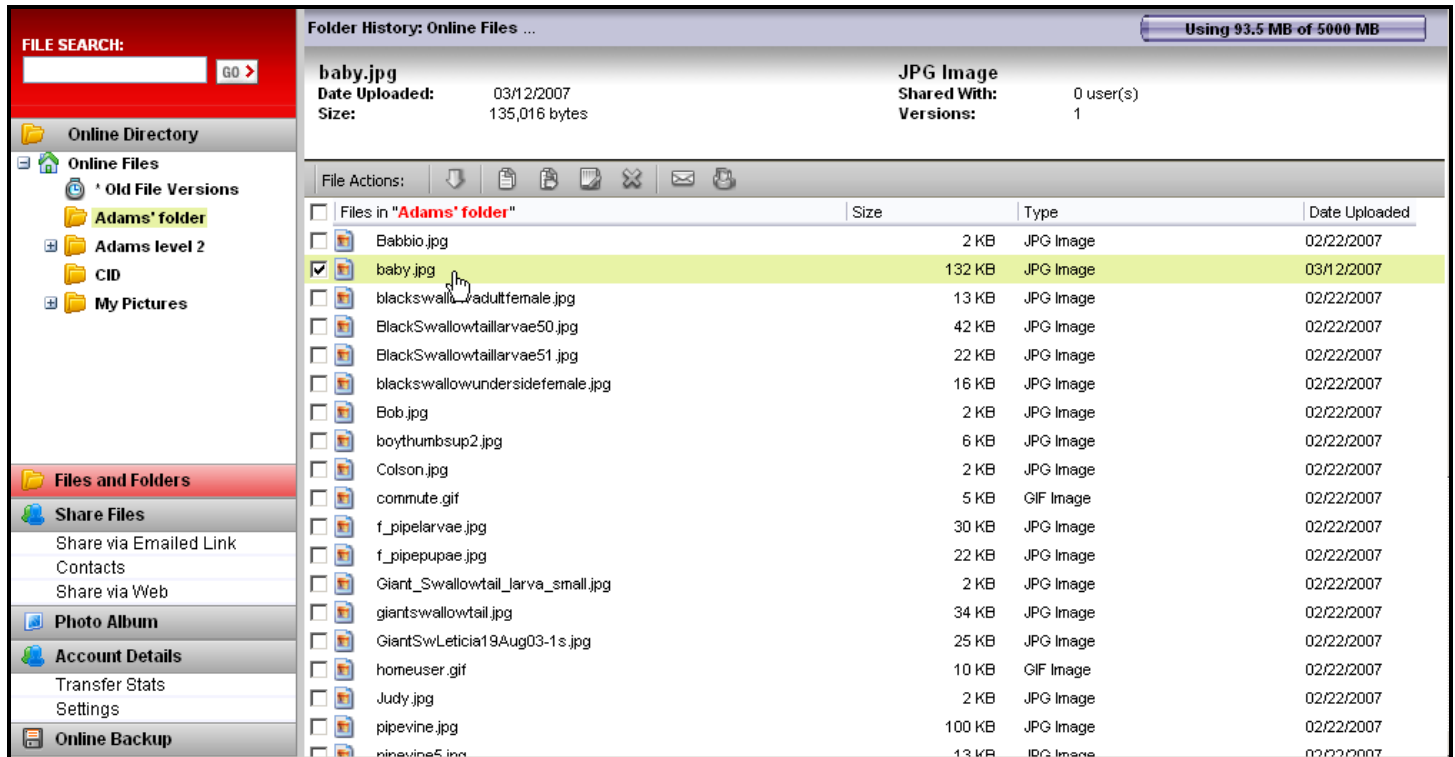 FILE SEARCH:
GO >
Online Directory
Online Files
* Old File Versions
Adams' folder
Adams level 2
CID
My Pictures
Files and Folders
Share Files
Share via Emailed Link
Contacts
Share via Web
Photo Album
Account Details
Transfer Stats
Settings
Online Backup
Folder History: Online Files ...
Using 93.5 MB of 5000 MB
baby.jpg JPG Image
Date Uploaded: 03/12/2007 Shared With: 0 user(s)
Size: 135,016 bytes Versions: 1
File Actions:
Files in "Adams' folder" Size Type Date Uploaded
Babbio.jpg 2 KB JPG Image 02/22/2007
baby.jpg 132 KB JPG Image 03/12/2007
13 KB JPG Image 02/22/2007
BlackSwallowtaillarvae50.jpg 42 KB JPG Image 02/22/2007
BlackSwallowtaillarvae51.jpg 22 KB JPG Image 02/22/2007
blackswallowundersidefemale.jpg 16 KB JPG Image 02/22/2007
Bob.jpg 2 KB JPG Image 02/22/2007
boythumbsup2.jpg 6 KB JPG Image 02/22/2007
Colson.jpg 2 KB JPG Image 02/22/2007
commute.gif 5 KB GIF Image 02/22/2007
f_pipelarvae.jpg 30 KB JPG Image 02/22/2007
f_pipepupae.jpg 22 KB JPG Image 02/22/2007
Giant_Swallowtail_larva_small.jpg 2 KB JPG Image 02/22/2007
giantswallowtail.jpg 34 KB JPG Image 02/22/2007
GiantSwLeticia19Aug03-1s.jpg 25 KB JPG Image 02/22/2007
homeuser.gif 10 KB GIF Image 02/22/2007
Judy.jpg 2 KB JPG Image 02/22/2007
pipevine.jpg 100 KB JPG Image 02/22/2007
pipevine5.jpg 13 KB JPG Image 02/22/2007